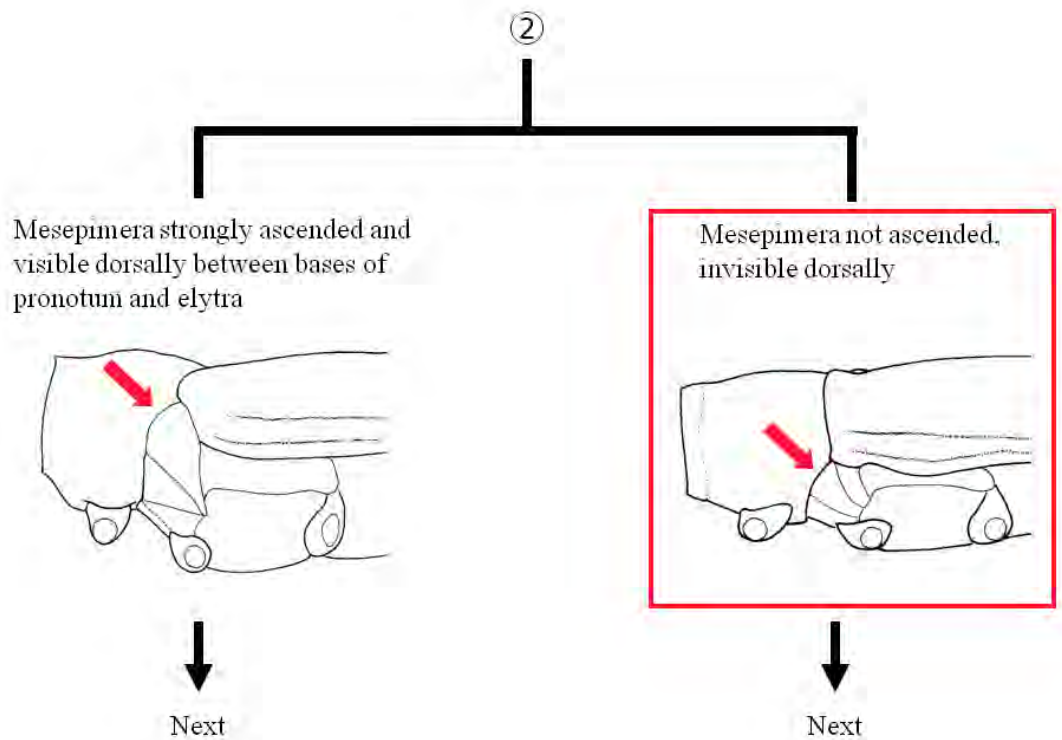 ②
Mesepimera strongly ascended and
visible dorsally between bases of
pronotum and elytra
Mesepimera not ascended,
invisible dorsally
Next
Next